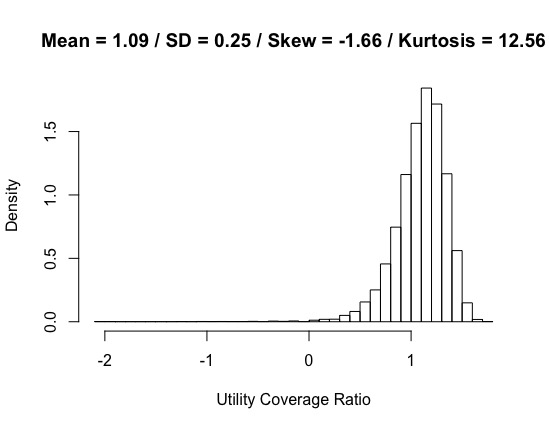 Mean = 1.09 / SD = 0.25 / Skew = -1.66 / Kurtosis = 12.56
Density
1.5
1.0
0.5
0.0
-2 -1 0 1
Utility Coverage Ratio